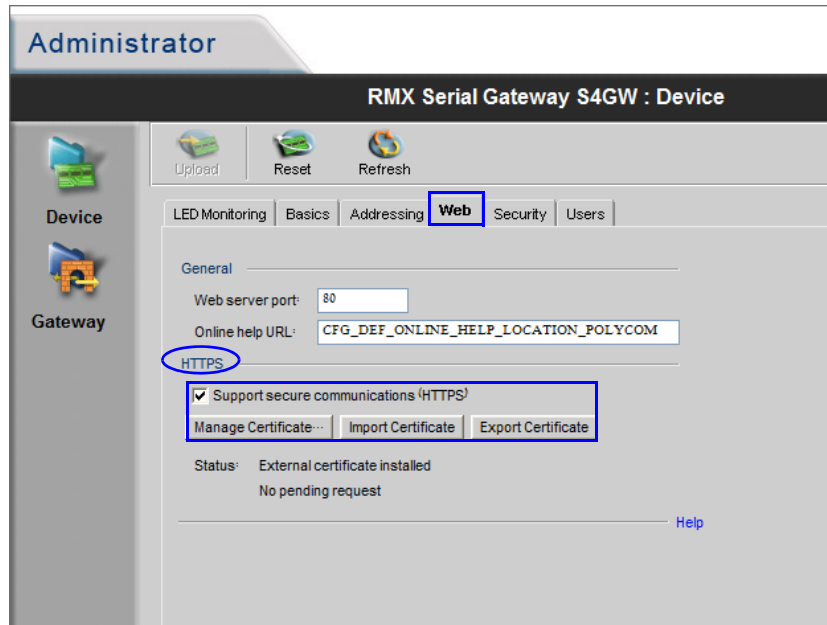 Administrator
RMX Serial Gateway S4GW : Device
Upload Reset Refresh
Device
Gateway
LED Monitoring Basics Addressing Web Security Users
General
Web server port: 80
Online help URL: CFG_DEF_ONLINE_HELP_LOCATION_POLYCOM
HTTPS
Support secure communications (HTTPS)
Manage Certificate... Import Certificate Export Certificate
Status: External certificate installed
No pending request
Help